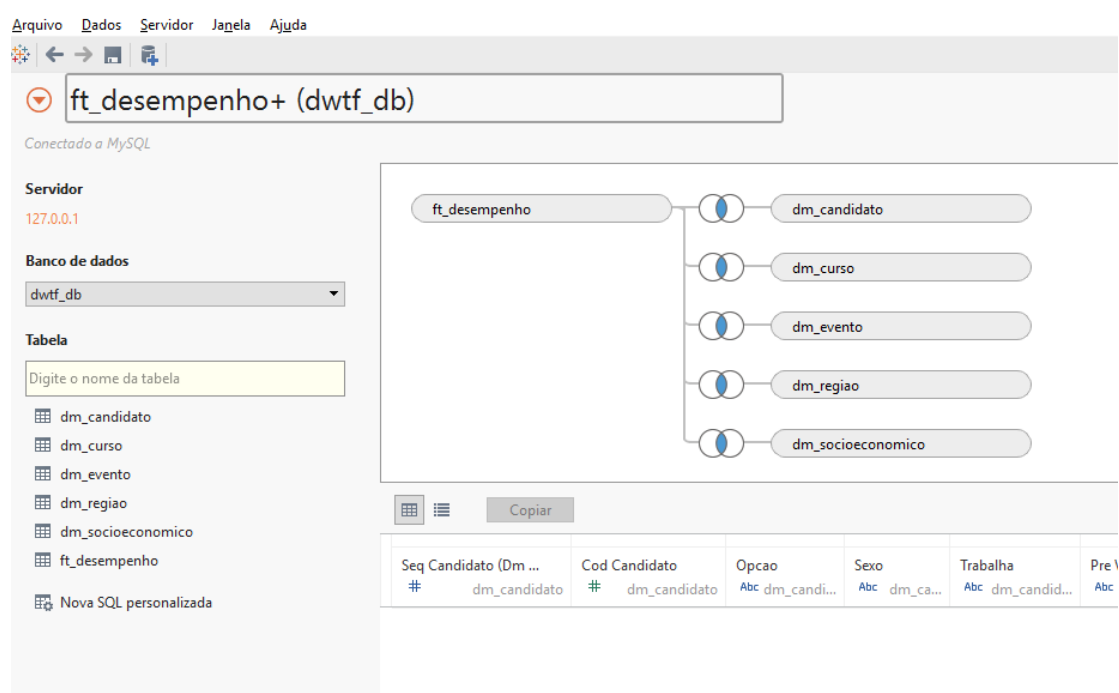 Arquivo Dados Servidor Janela Ajuda
ft_desempenho+ (dwtf_db)
Conectado a MySQL
Servidor
127.0.0.1
Banco de dados
dwtf_db
Tabela
Digite o nome da tabela
dm_candidato
dm_curso
dm_evento
dm_regiao
dm_socioeconomico
ft_desempenho
Nova SQL personalizada
ft_desempenho
dm_candidato
dm_curso
dm_evento
dm_regiao
dm_socioeconomico
Copiar
Seq Candidato (Dm ... Cod Candidato Opcao Sexo Trabalha Pre
# dm_candidato # dm_candidato Abc dm_candi... Abc dm_ca... Abc dm_candid... Abc